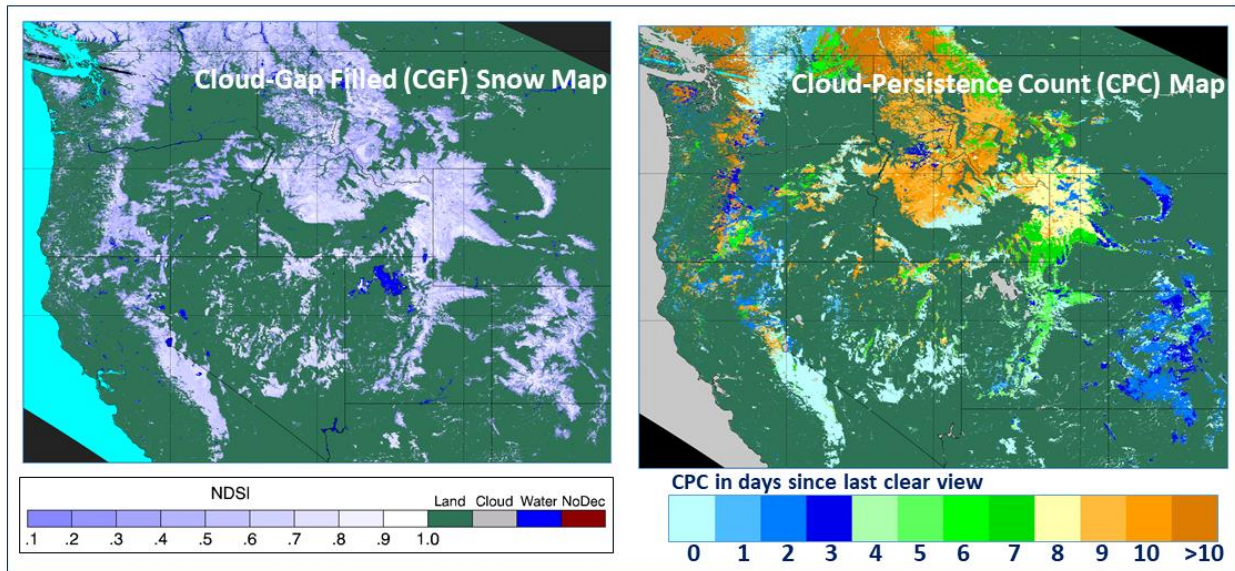 Cloud-Gap Filled (CGF) Snow Map
Cloud-Persistence Count (CPC) Map
NDSI
Land Cloud Water NoDec
.1 .2 .3 .4 .5 .6 .7 .8 .9 1.0
CPC in days since last clear view
0 1 2 3 4 5 6 7 8 9 10 >10